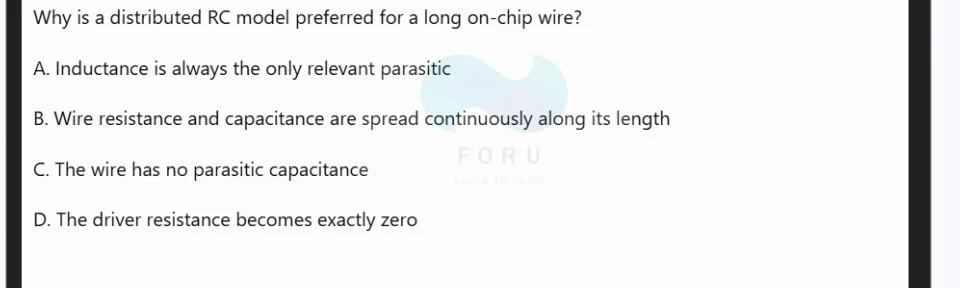 Why is a distributed RC model preferred for a long on-chip wire?
A. Inductance is always the only relevant parasitic
B. Wire resistance and capacitance are spread continuously along its length
FORU
C. The wire has no parasitic capacitance
D. The driver resistance becomes exactly zero